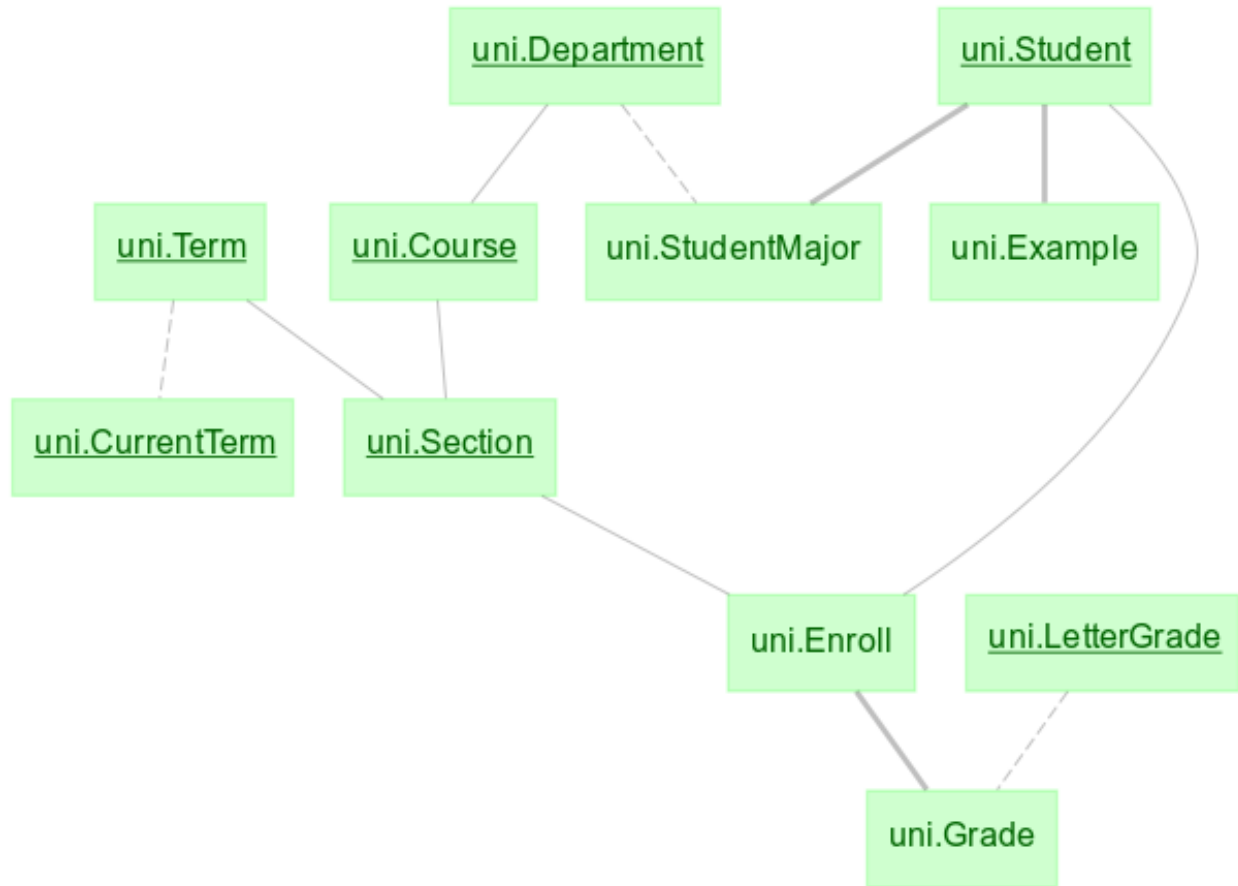 uni.Department
uni.Student
uni.Term
uni.Course
uni.StudentMajor
uni.Example
uni.CurrentTerm
uni.Section
uni.Enroll
uni.LetterGrade
uni.Grade